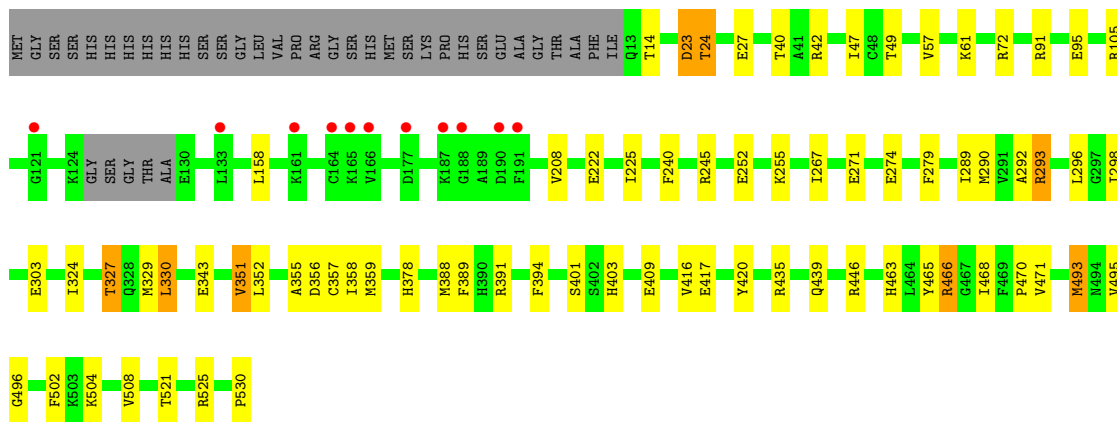 MET GLY SER SER HIS HIS HIS HIS HIS HIS SER SER GLY LEU VAL PRO ARG GLY SER HIS MET SER LYS PRO HIS SER GLU ALA GLY THR ALA PHE ILE Q13 T14 D23 T24 E27 T40 A41 R42 I47 C48 T49 V57 K61 R72 R91 E95 R105
G121 K124 GLY SER GLY THR ALA E130 L133 L158 K161 C164 K165 V166 D177 K187 G188 A189 D190 F191 V208 E222 I225 F240 R245 E252 K255 I267 E271 E274 F279 I289 M290 V291 A292 R293 L296 G297 I298
E303 I324 T327 Q328 M329 L330 E343 V351 L352 A355 D356 C357 I358 M359 H378 M388 F389 H390 R391 F394 S401 S402 H403 E409 V416 E417 Y420 R435 Q439 R446 H463 L464 Y465 R466 G467 I468 F469 P470 V471 M493 N494 V495
G496 F502 K503 K504 V508 T521 R525 P530